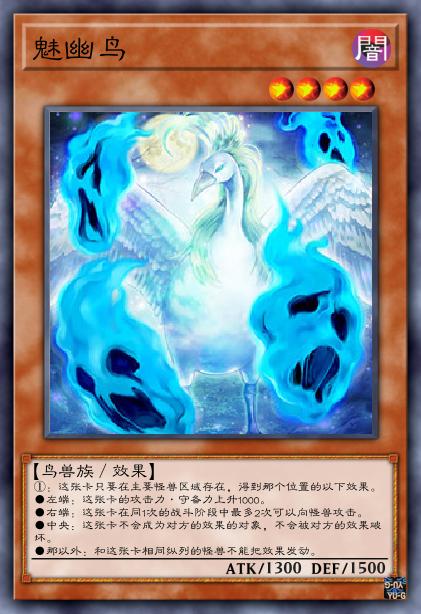 魅幽鸟
闇
【鸟兽族／效果】
①：这张卡只要在主要怪兽区域存在，得到那个位置的以下效果。
●左端：这张卡的攻击力·守备力上升1000。
●右端：这张卡在同1次的战斗阶段中最多2次可以向怪兽攻击。
●中央：这张卡不会成为对方的效果的对象，不会被对方的效果破
坏。
●那以外：和这张卡相同纵列的怪兽不能把效果发动。
ATK/1300 DEF/1500